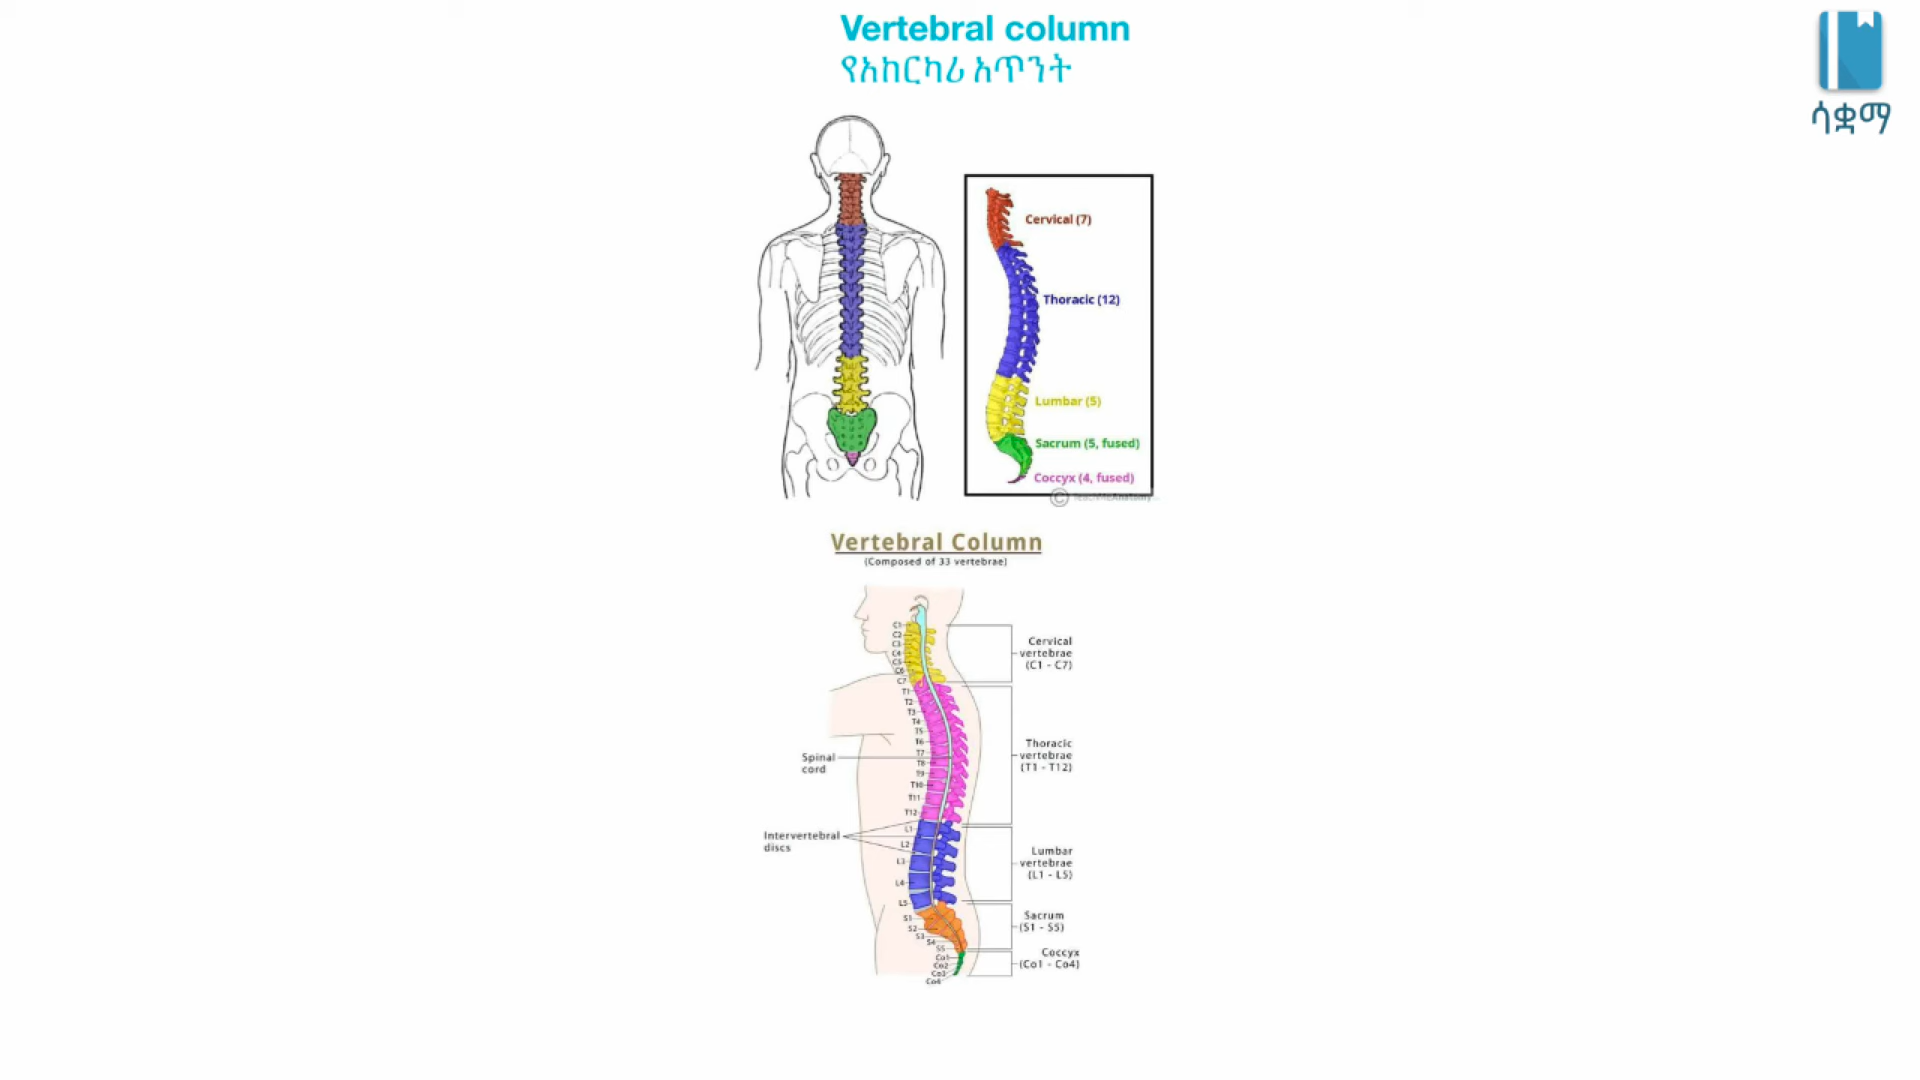 Vertebral column
የአከርካሪ አጥንት
ሳቋማ
Cervical (7)
Thoracic (12)
Lumbar (5)
Sacrum (5, fused)
Coccyx (4, fused)
©
Vertebral Column
(Composed of 33 vertebrae)
C1
C2
C3
C4
C5
C6
C7
T1
T2
T3
T4
T5
T6
T7
T8
T9
T10
T11
T12
L1
L2
L3
L4
L5
S1
S2
S3
S4
S5
Co1
Co2
Co3
Co4
Spinal
cord
Intervertebral
discs
Cervical
vertebrae
(C1 - C7)
Thoracic
vertebrae
(T1 - T12)
Lumbar
vertebrae
(L1 - L5)
Sacrum
(S1 - S5)
Coccyx
(Co1 - Co4)